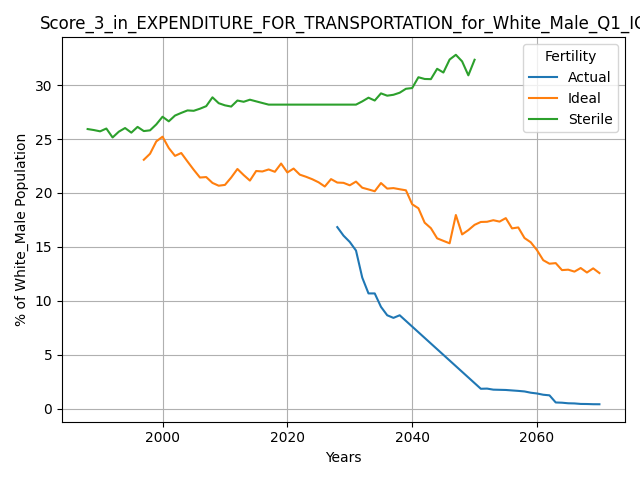 Score_3_in_EXPENDITURE_FOR_TRANSPORTATION_for_White_Male_Q1_IQ
Fertility
Actual
Ideal
Sterile
% of White_Male Population
30
25
20
15
10
5
0
2000 2020 2040 2060
Years